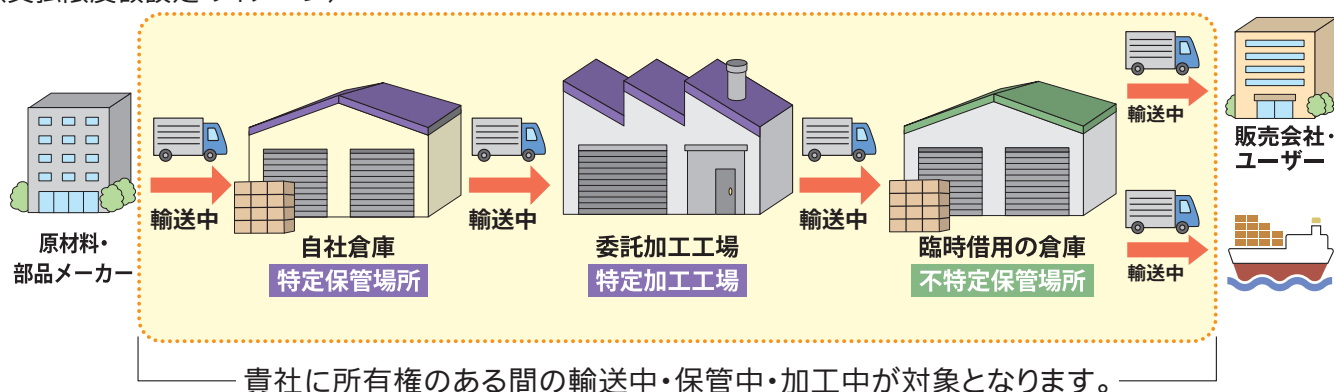 輸送中
販売会社・
ユーザー
輸送中
輸送中
輸送中
輸送中
原材料・
部品メーカー
自社倉庫
特定保管場所
委託加工工場
特定加工工場
臨時借用の倉庫
不特定保管場所
貴社に所有権のある間の輸送中・保管中・加工中が対象となります。